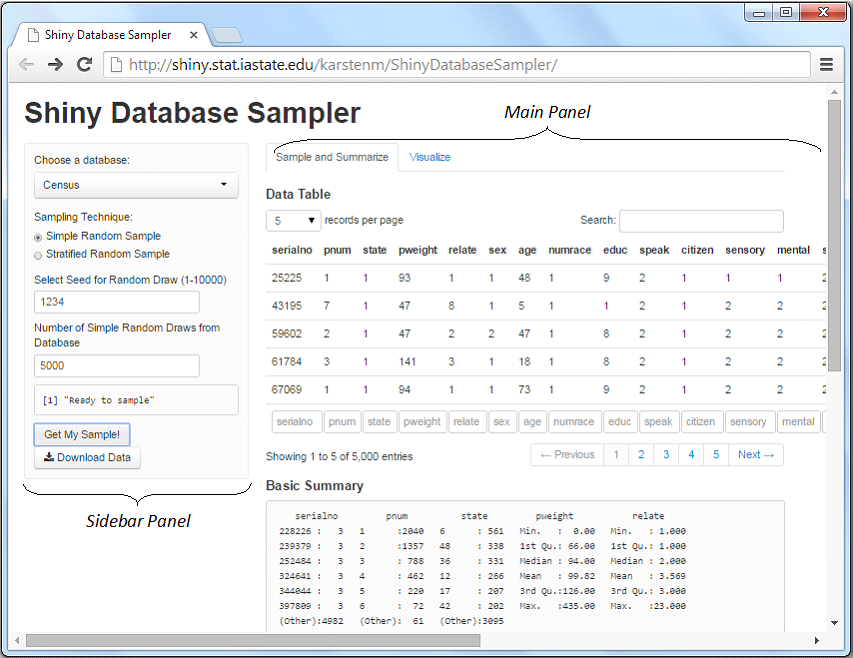 Shiny Database Sampler
http://shiny.stat.iastate.edu/karstenm/ShinyDatabaseSampler/
Shiny Database Sampler
Main Panel
Choose a database:
Census
Sampling Technique:
Simple Random Sample
Stratified Random Sample
Select Seed for Random Draw (1-10000)
1234
Number of Simple Random Draws from
Database
5000
[1] "Ready to sample"
Get My Sample!
Download Data
Sidebar Panel
Sample and Summarize Visualize
Data Table
5 records per page Search:
serialno pnum state pweight relate sex age numrace educ speak citizen sensory mental s
25225 1 1 93 1 1 48 1 9 2 1 1 1 2
43195 7 1 47 8 1 5 1 1 2 1 2 2 2
59602 2 1 47 2 2 47 1 8 2 1 2 2 2
61784 3 1 141 3 1 18 1 8 2 1 2 2 2
67069 1 1 94 1 1 73 1 9 2 1 2 2 2
serialno pnum state pweight relate sex age numrace educ speak citizen sensory mental
Showing 1 to 5 of 5,000 entries ← Previous 1 2 3 4 5 Next →
Basic Summary
serialno pnum state pweight relate
228226 : 3 1 :2040 6 : 561 Min. : 0.00 Min. : 1.000
239379 : 3 2 :1357 48 : 338 1st Qu.: 66.00 1st Qu.: 1.000
252484 : 3 3 : 788 36 : 331 Median : 94.00 Median : 2.000
324641 : 3 4 : 462 12 : 266 Mean : 99.82 Mean : 3.569
344044 : 3 5 : 220 17 : 207 3rd Qu.:126.00 3rd Qu.: 3.000
397809 : 3 6 : 72 42 : 202 Max. :435.00 Max. :23.000
(Other):4982 (Other): 61 (Other):3095